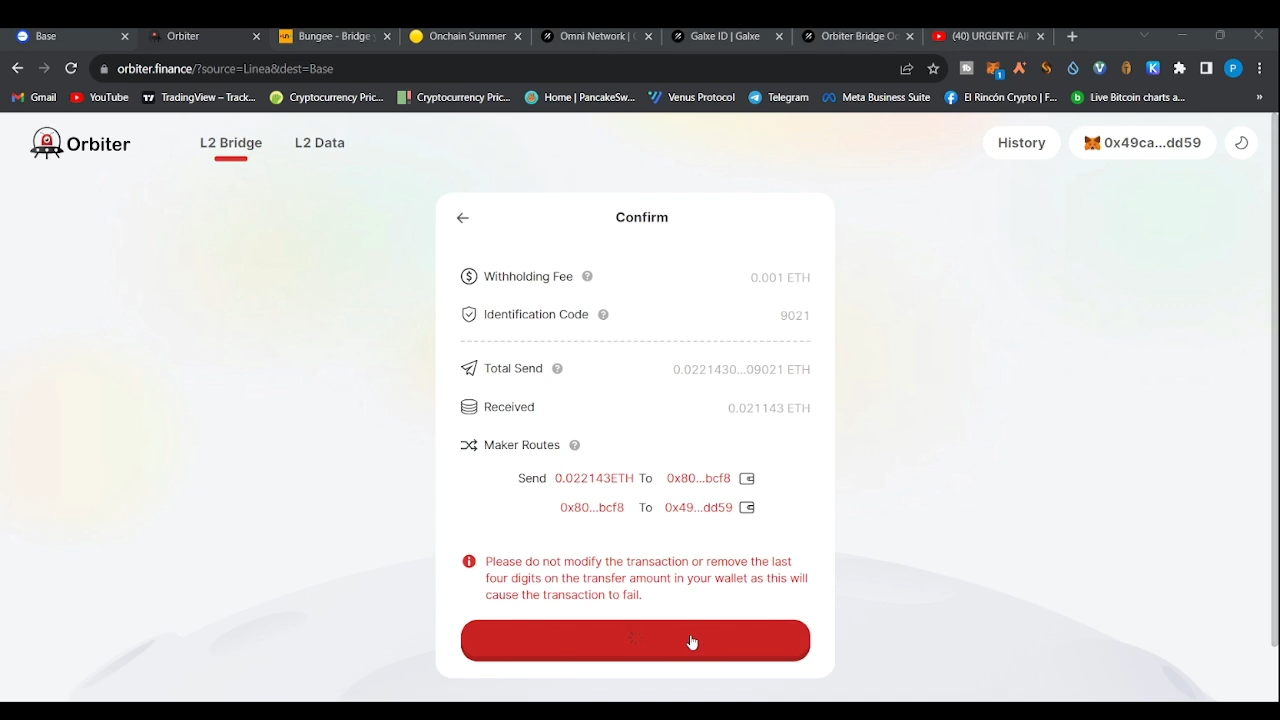 Base
Orbiter
Bungee - Bridge
Onchain Summer
Omni Network | (
Galxe ID | Galxe
Orbiter Bridge O
(40) URGENTE AI
orbiter.finance/?source=Linea&dest=Base
1
P
Gmail
YouTube
TradingView – Track...
Cryptocurrency Pric...
Cryptocurrency Pric...
Home | PancakeSw...
Venus Protocol
Telegram
Meta Business Suite
El Rincón Crypto | F...
Live Bitcoin charts a...
»
Orbiter
L2 Bridge
L2 Data
History
0x49ca...dd59
Confirm
Withholding Fee
0.001 ETH
Identification Code
9021
Total Send
0.0221430...09021 ETH
Received
0.021143 ETH
Maker Routes
Send 0.022143ETH To 0x80...bcf8
0x80...bcf8 To 0x49...dd59
Please do not modify the transaction or remove the last
four digits on the transfer amount in your wallet as this will
cause the transaction to fail.